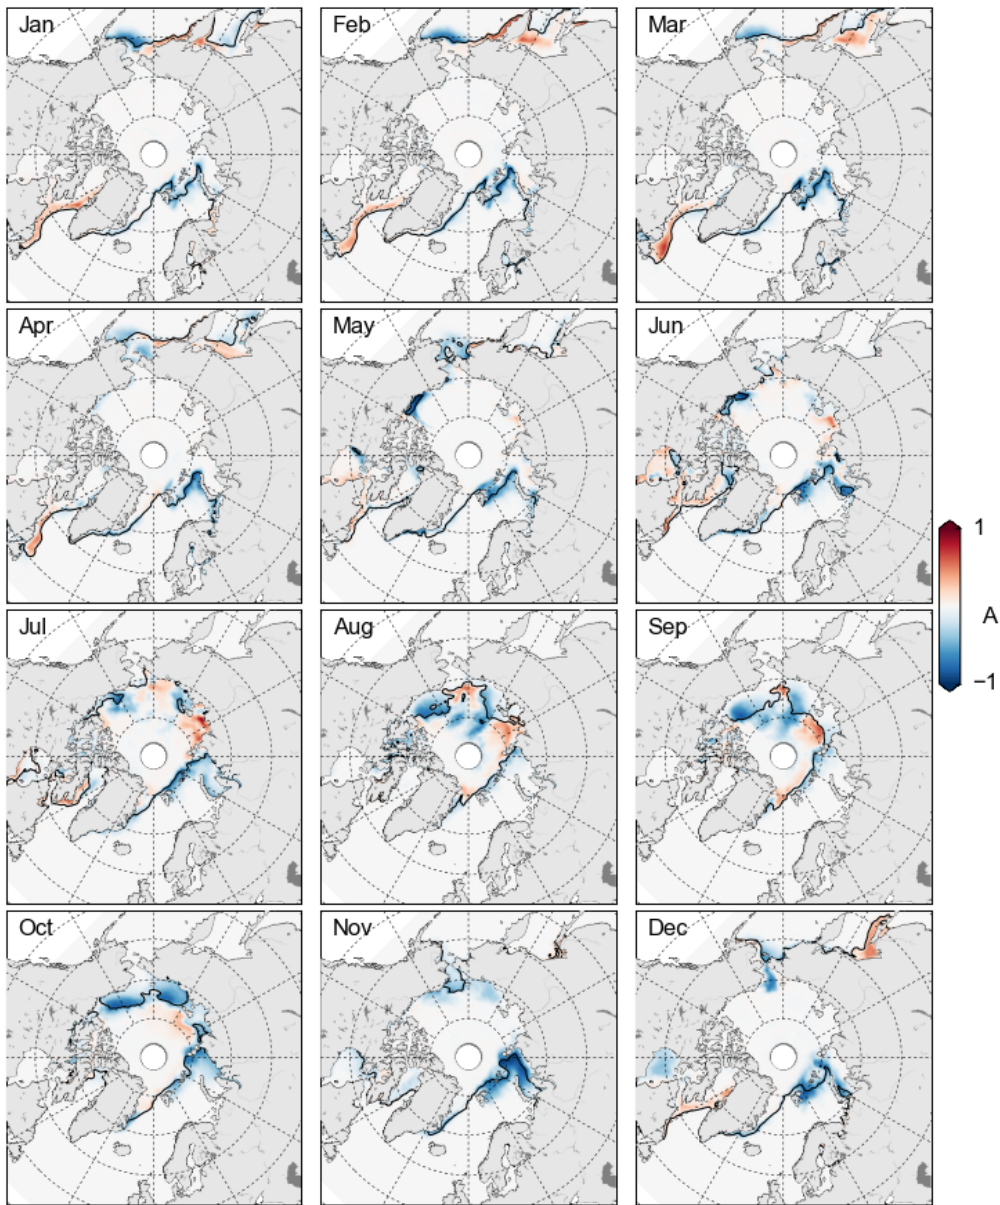 Jan Feb Mar
Apr May Jun
1
A
−1
Jul Aug Sep
Oct Nov Dec